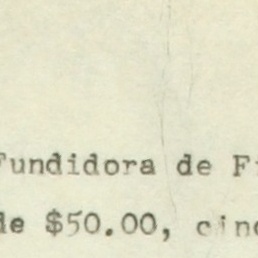 Fundidora de F
de $50.00, cinc